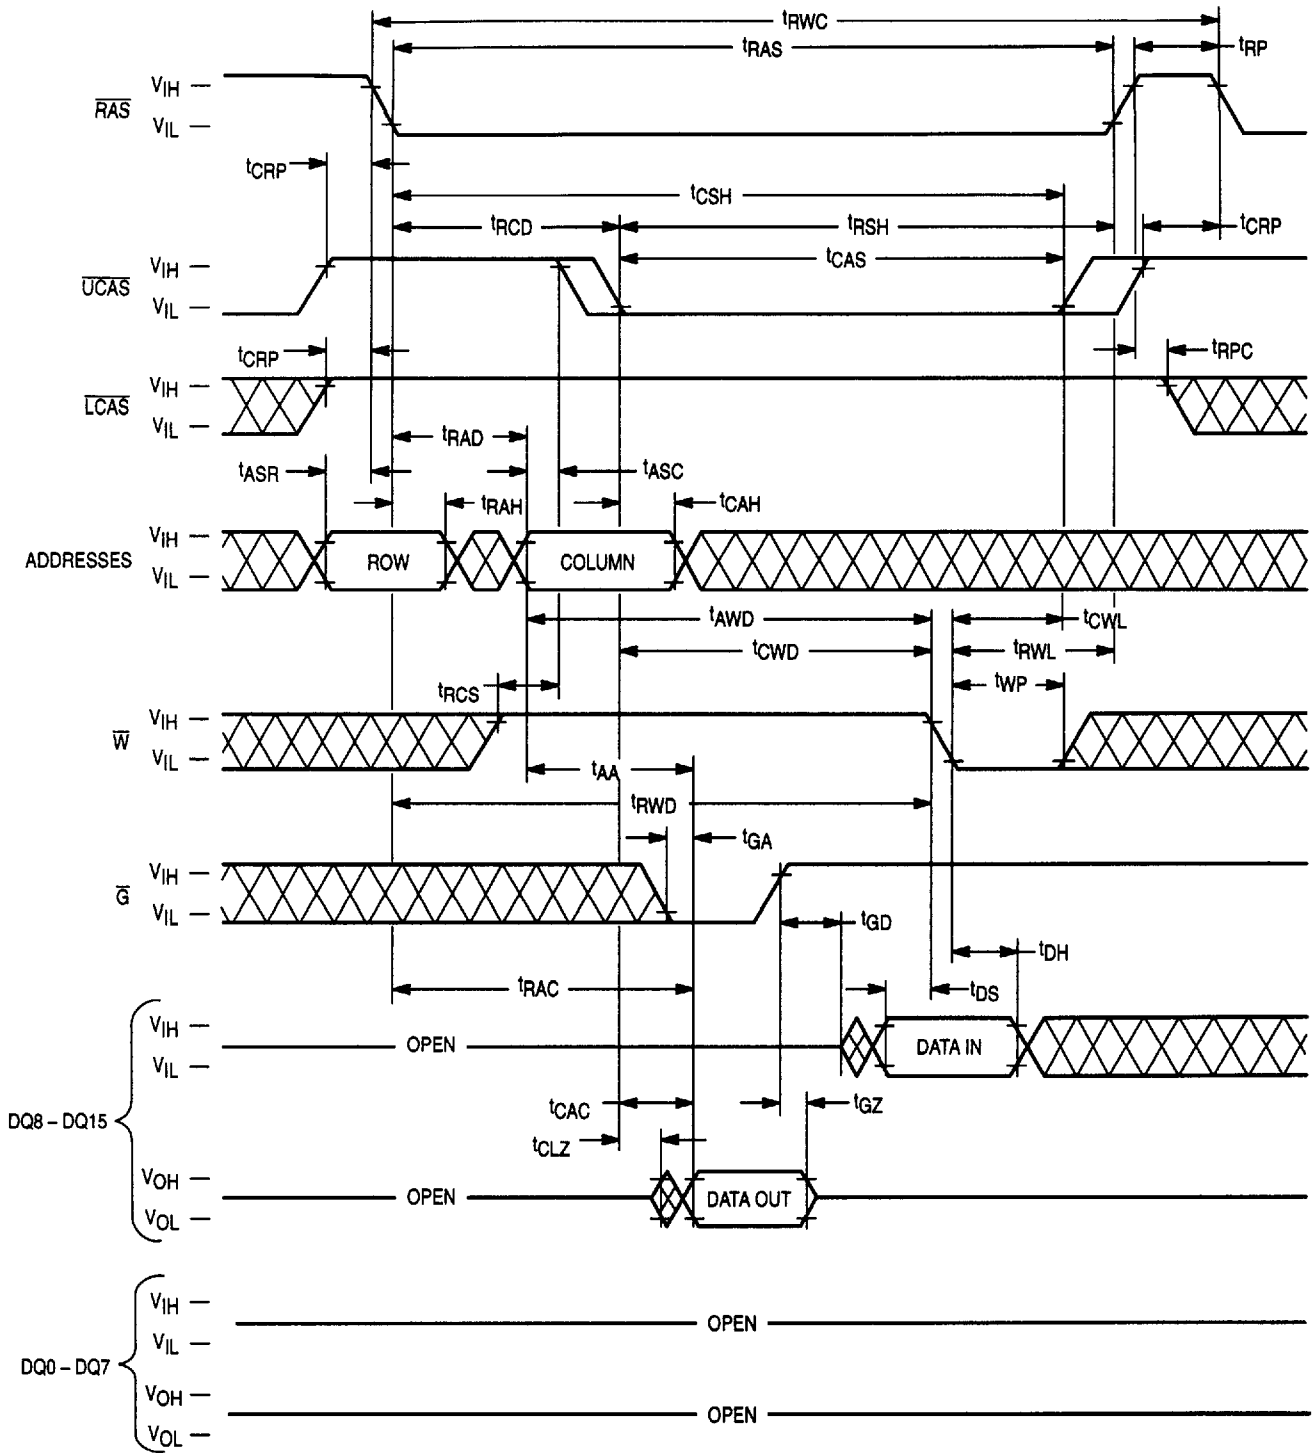 tRWC
tRAS
tRP
RAS
VIH
VIL
tCRP
tCSH
tRCD
tRSH
tCRP
tCAS
UCAS
VIH
VIL
tCRP
tRPC
LCAS
VIH
VIL
tRAD
tASR
tASC
tRAH
tCAH
ADDRESSES
VIH
VIL
ROW
COLUMN
tAWD
tCWL
tCWD
tRWL
tRCS
tWP
W
VIH
VIL
tAA
tRWD
tGA
G
VIH
VIL
tGD
tDH
tRAC
tDS
DQ8 – DQ15
VIH
VIL
OPEN
DATA IN
tCAC
tGZ
tCLZ
VOH
VOL
OPEN
DATA OUT
DQ0 – DQ7
VIH
VIL
OPEN
VOH
VOL
OPEN